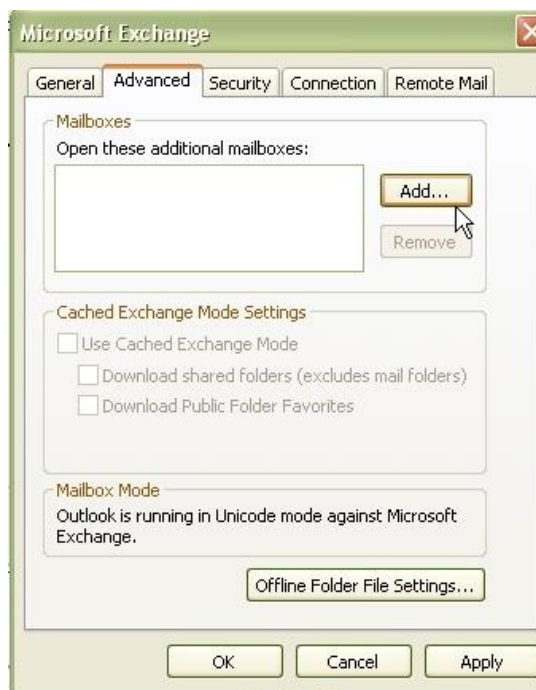 Microsoft Exchange
General Advanced Security Connection Remote Mail
Mailboxes
Open these additional mailboxes:
Add...
Remove
Cached Exchange Mode Settings
Use Cached Exchange Mode
Download shared folders (excludes mail folders)
Download Public Folder Favorites
Mailbox Mode
Outlook is running in Unicode mode against Microsoft
Exchange.
Offline Folder File Settings...
OK Cancel Apply